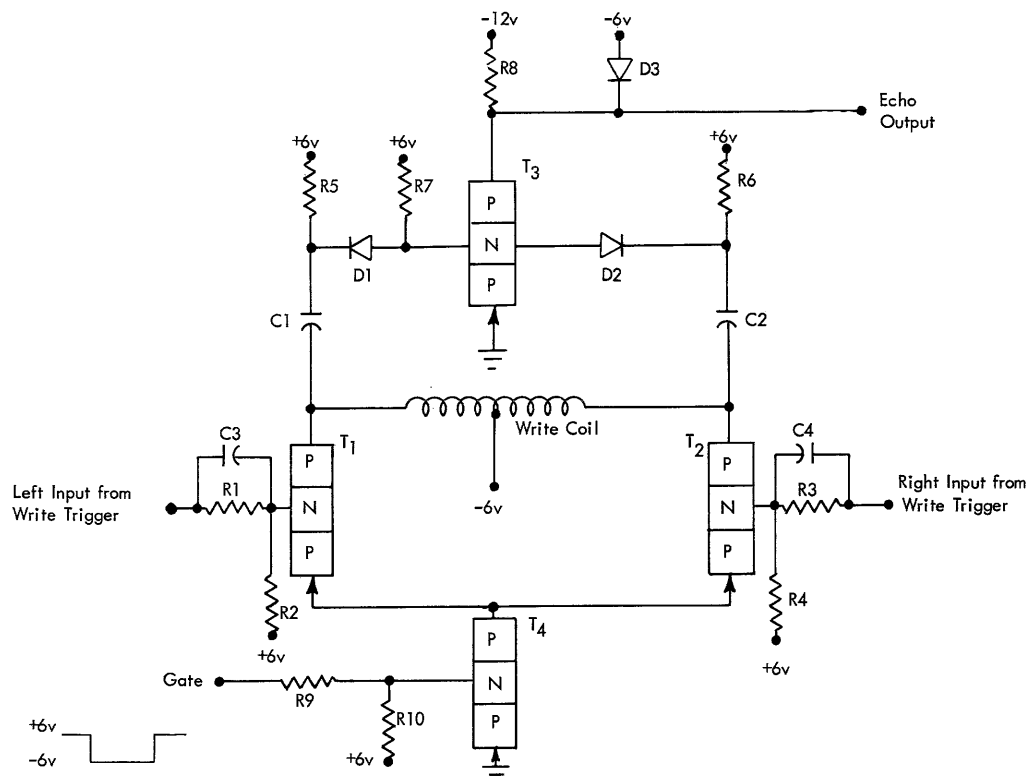 -12v
-6v
R8
D3
Echo
Output
+6v
+6v
+6v
T3
R5
R7
R6
P
N
P
D1
D2
C1
C2
Write Coil
C3
T1
T2
C4
P
P
Left Input from
Write Trigger
R1
N
-6v
N
R3
Right Input from
Write Trigger
P
P
R2
T4
R4
+6v
P
+6v
Gate
R9
N
R10
P
+6v
-6v
+6v